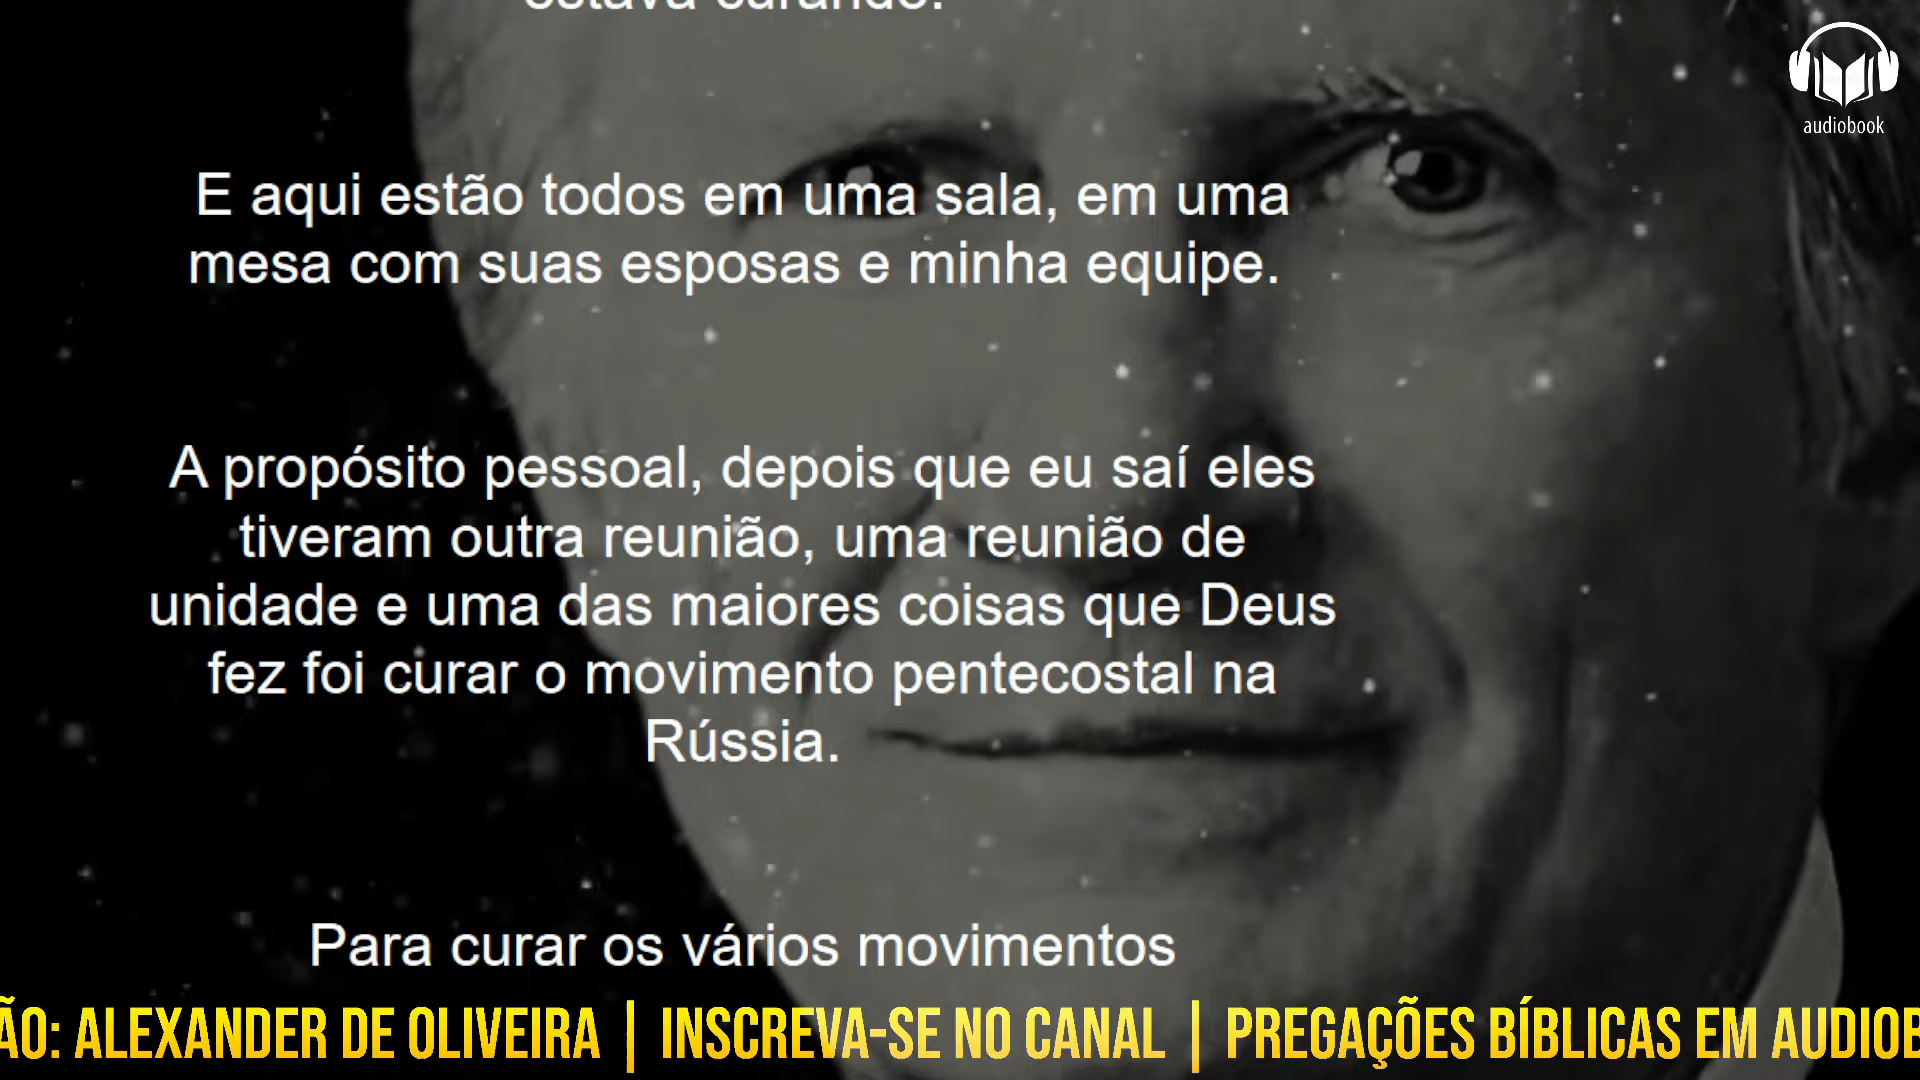 estava curando.
audiobook
E aqui estão todos em uma sala, em uma
mesa com suas esposas e minha equipe.
A propósito pessoal, depois que eu saí eles
tiveram outra reunião, uma reunião de
unidade e uma das maiores coisas que Deus
fez foi curar o movimento pentecostal na
Rússia.
Para curar os vários movimentos
ÃO: ALEXANDER DE OLIVEIRA | INSCREVA-SE NO CANAL | PREGAÇÕES BÍBLICAS EM AUDIOB